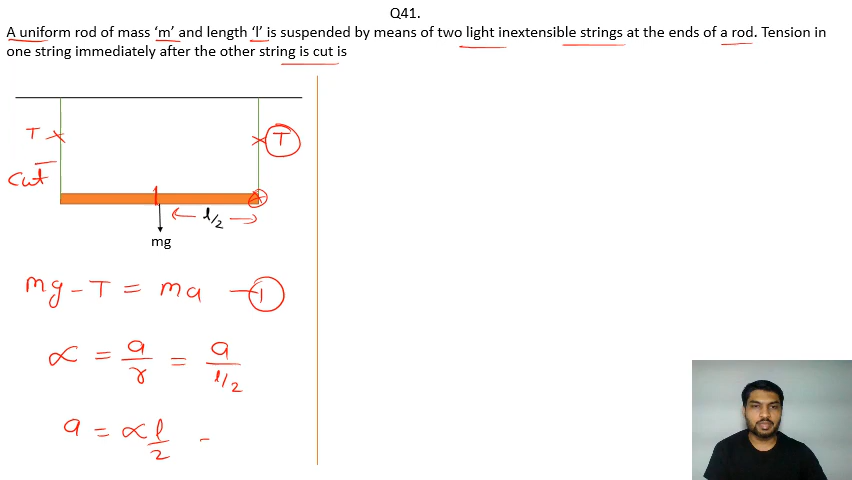 Q41.
A uniform rod of mass ‘m’ and length ‘l’ is suspended by means of two light inextensible strings at the ends of a rod. Tension in
one string immediately after the other string is cut is
T
T
Cut
l/2
mg
mg - T = ma — 1
∝ = a/r = a/l/2
a = ∝ l/2 =